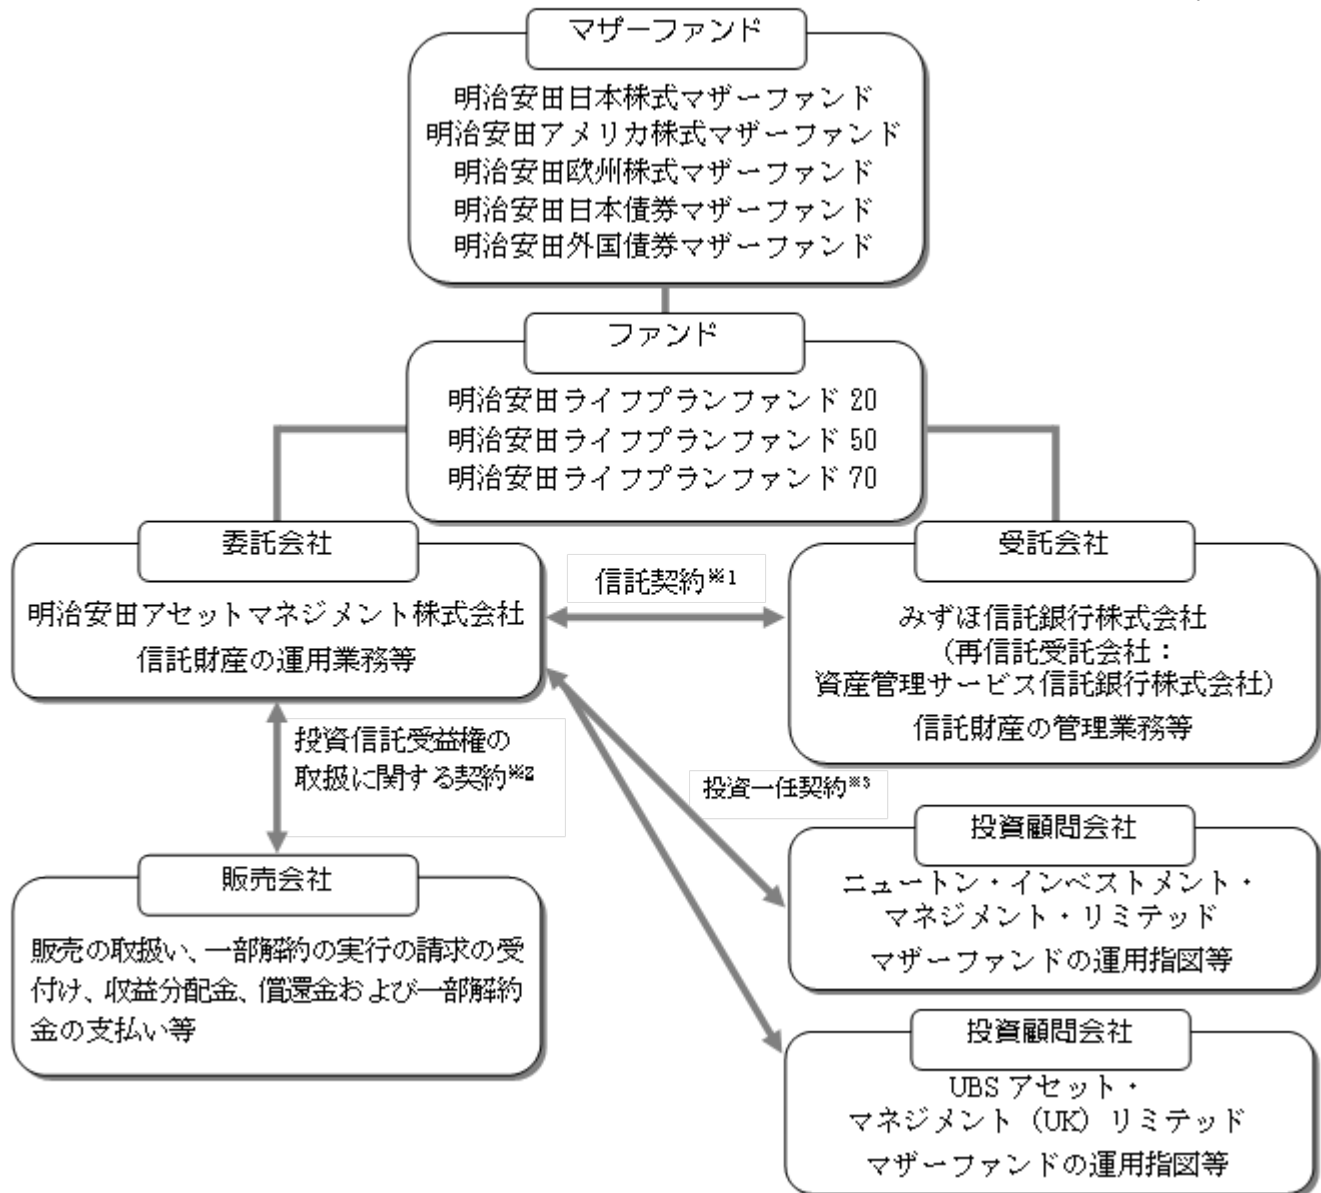 マザーファンド
明治安田日本株式マザーファンド
明治安田アメリカ株式マザーファンド
明治安田欧州株式マザーファンド
明治安田日本債券マザーファンド
明治安田外国債券マザーファンド
ファンド
明治安田ライフプランファンド 20
明治安田ライフプランファンド 50
明治安田ライフプランファンド 70
委託会社
明治安田アセットマネジメント株式会社
信託財産の運用業務等
信託契約※1
受託会社
みずほ信託銀行株式会社
(再信託受託会社：
資産管理サービス信託銀行株式会社)
信託財産の管理業務等
投資信託受益権の
取扱に関する契約※2
投資一任契約※3
販売会社
販売の取扱い、一部解約の実行の請求の受
付け、収益分配金、償還金および一部解約
金の支払い等
投資顧問会社
ニュートン・インベストメント・
マネジメント・リミテッド
マザーファンドの運用指図等
投資顧問会社
UBS アセット・
マネジメント (UK) リミテッド
マザーファンドの運用指図等